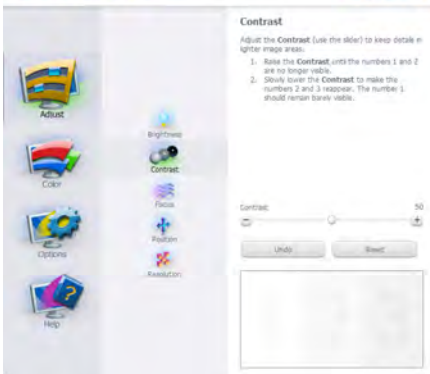 Contrast
Adjust the Contrast (use the slider) to keep details in
lighter image areas.
1. Raise the Contrast until the numbers 1 and 2
are no longer visible.
2. Slowly lower the Contrast to make the
numbers 2 and 3 reappear. The number 1
should remain barely visible.
Adjust
Color
Options
Help
Brightness
Contrast
Focus
Position
Resolution
Contrast:
50
Undo
Reset